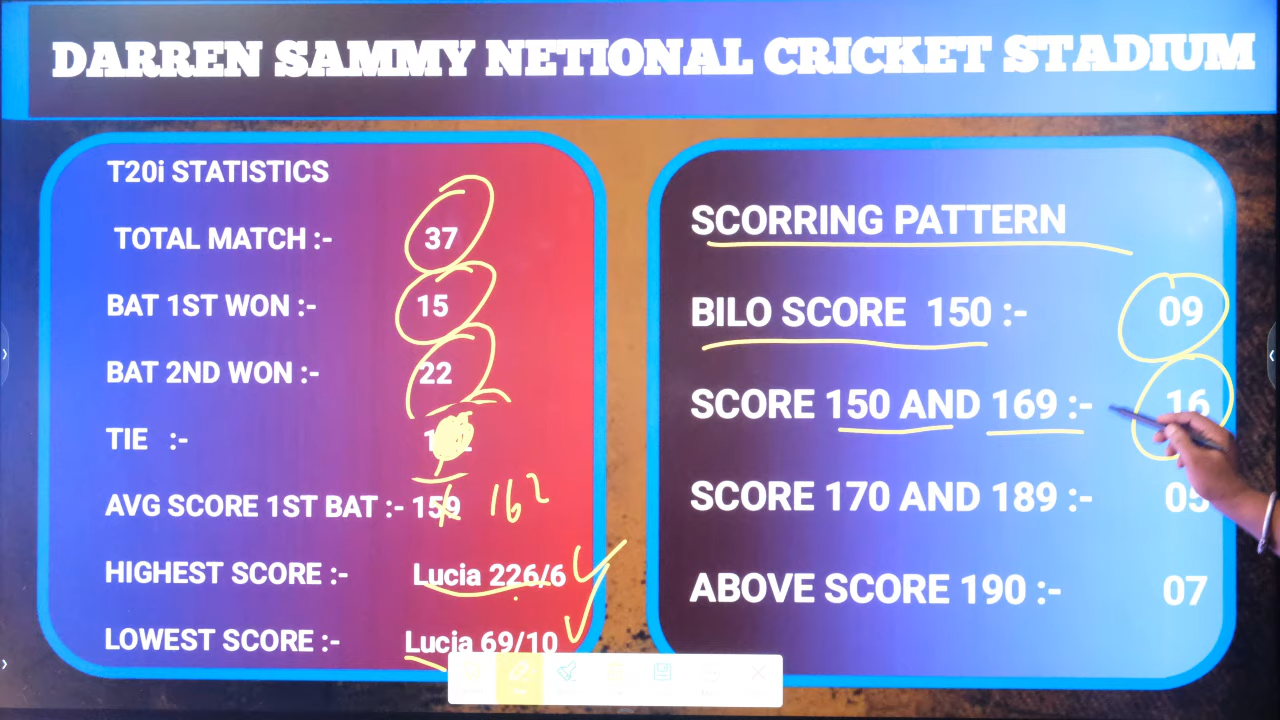 DARREN SAMMY NETIONAL CRICKET STADIUM
T20i STATISTICS
TOTAL MATCH :- 37
BAT 1ST WON :- 15
BAT 2ND WON :- 22
TIE :-
AVG SCORE 1ST BAT :- 159 162
HIGHEST SCORE :- Lucia 226/6
LOWEST SCORE :- Lucia 69/10
SCORRING PATTERN
BILO SCORE 150 :- 09
SCORE 150 AND 169 :- 16
SCORE 170 AND 189 :- 05
ABOVE SCORE 190 :- 07